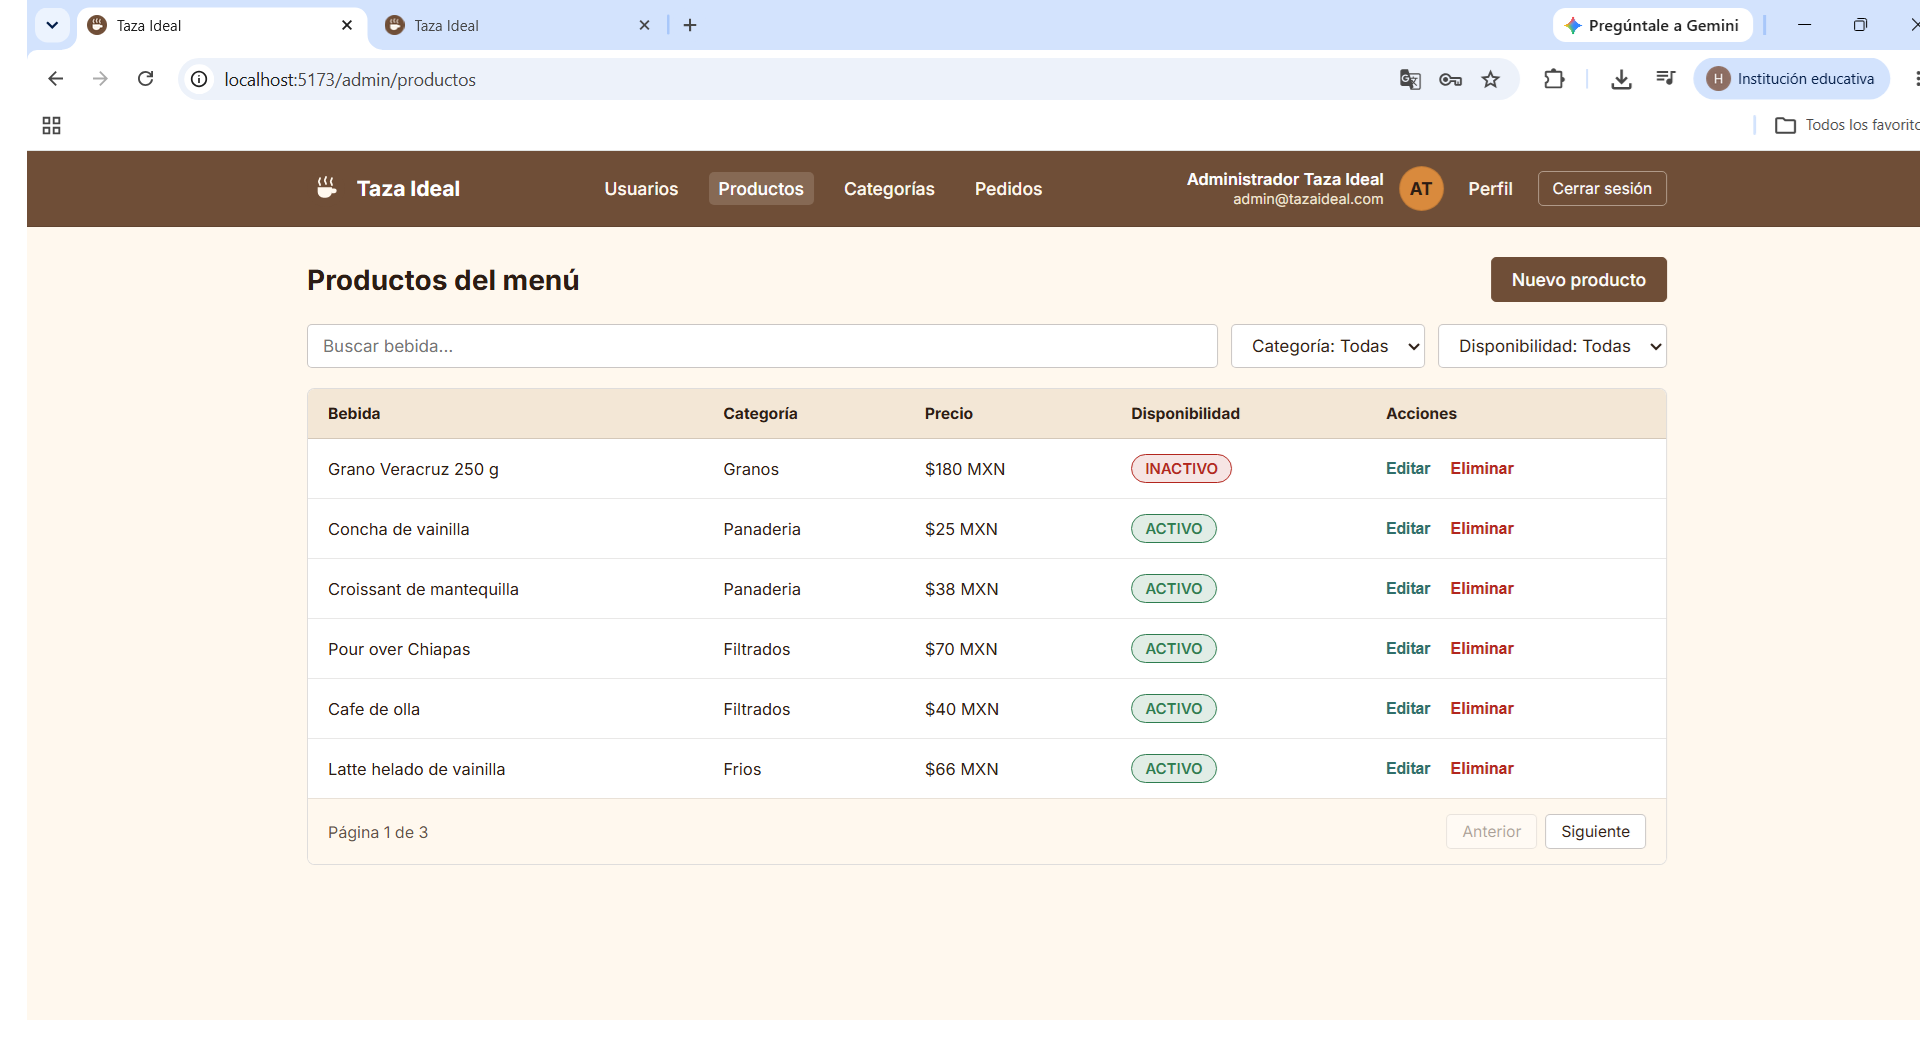 Taza Ideal
Taza Ideal
Pregúntale a Gemini
localhost:5173/admin/productos
H
Institución educativa
Todos los favorito
Taza Ideal
Usuarios
Productos
Categorías
Pedidos
Administrador Taza Ideal
admin@tazaideal.com
AT
Perfil
Cerrar sesión
Productos del menú
Nuevo producto
Buscar bebida...
Categoría: Todas
Disponibilidad: Todas
Bebida Categoría Precio Disponibilidad Acciones
Grano Veracruz 250 g Granos $180 MXN INACTIVO Editar Eliminar
Concha de vainilla Panaderia $25 MXN ACTIVO Editar Eliminar
Croissant de mantequilla Panaderia $38 MXN ACTIVO Editar Eliminar
Pour over Chiapas Filtrados $70 MXN ACTIVO Editar Eliminar
Cafe de olla Filtrados $40 MXN ACTIVO Editar Eliminar
Latte helado de vainilla Frios $66 MXN ACTIVO Editar Eliminar
Página 1 de 3
Anterior
Siguiente